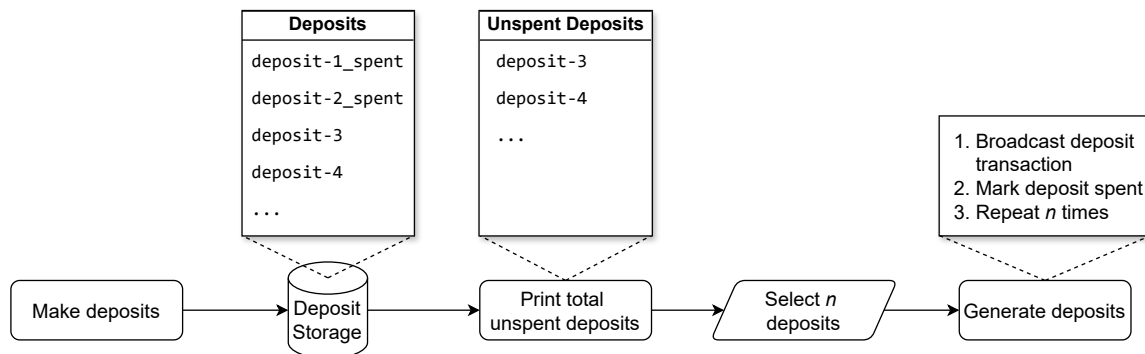 Deposits
deposit-1_spent
deposit-2_spent
deposit-3
deposit-4
...
Unspent Deposits
deposit-3
deposit-4
...
1. Broadcast deposit
transaction
2. Mark deposit spent
3. Repeat n times
Make deposits
Deposit
Storage
Print total
unspent deposits
Select n
deposits
Generate deposits